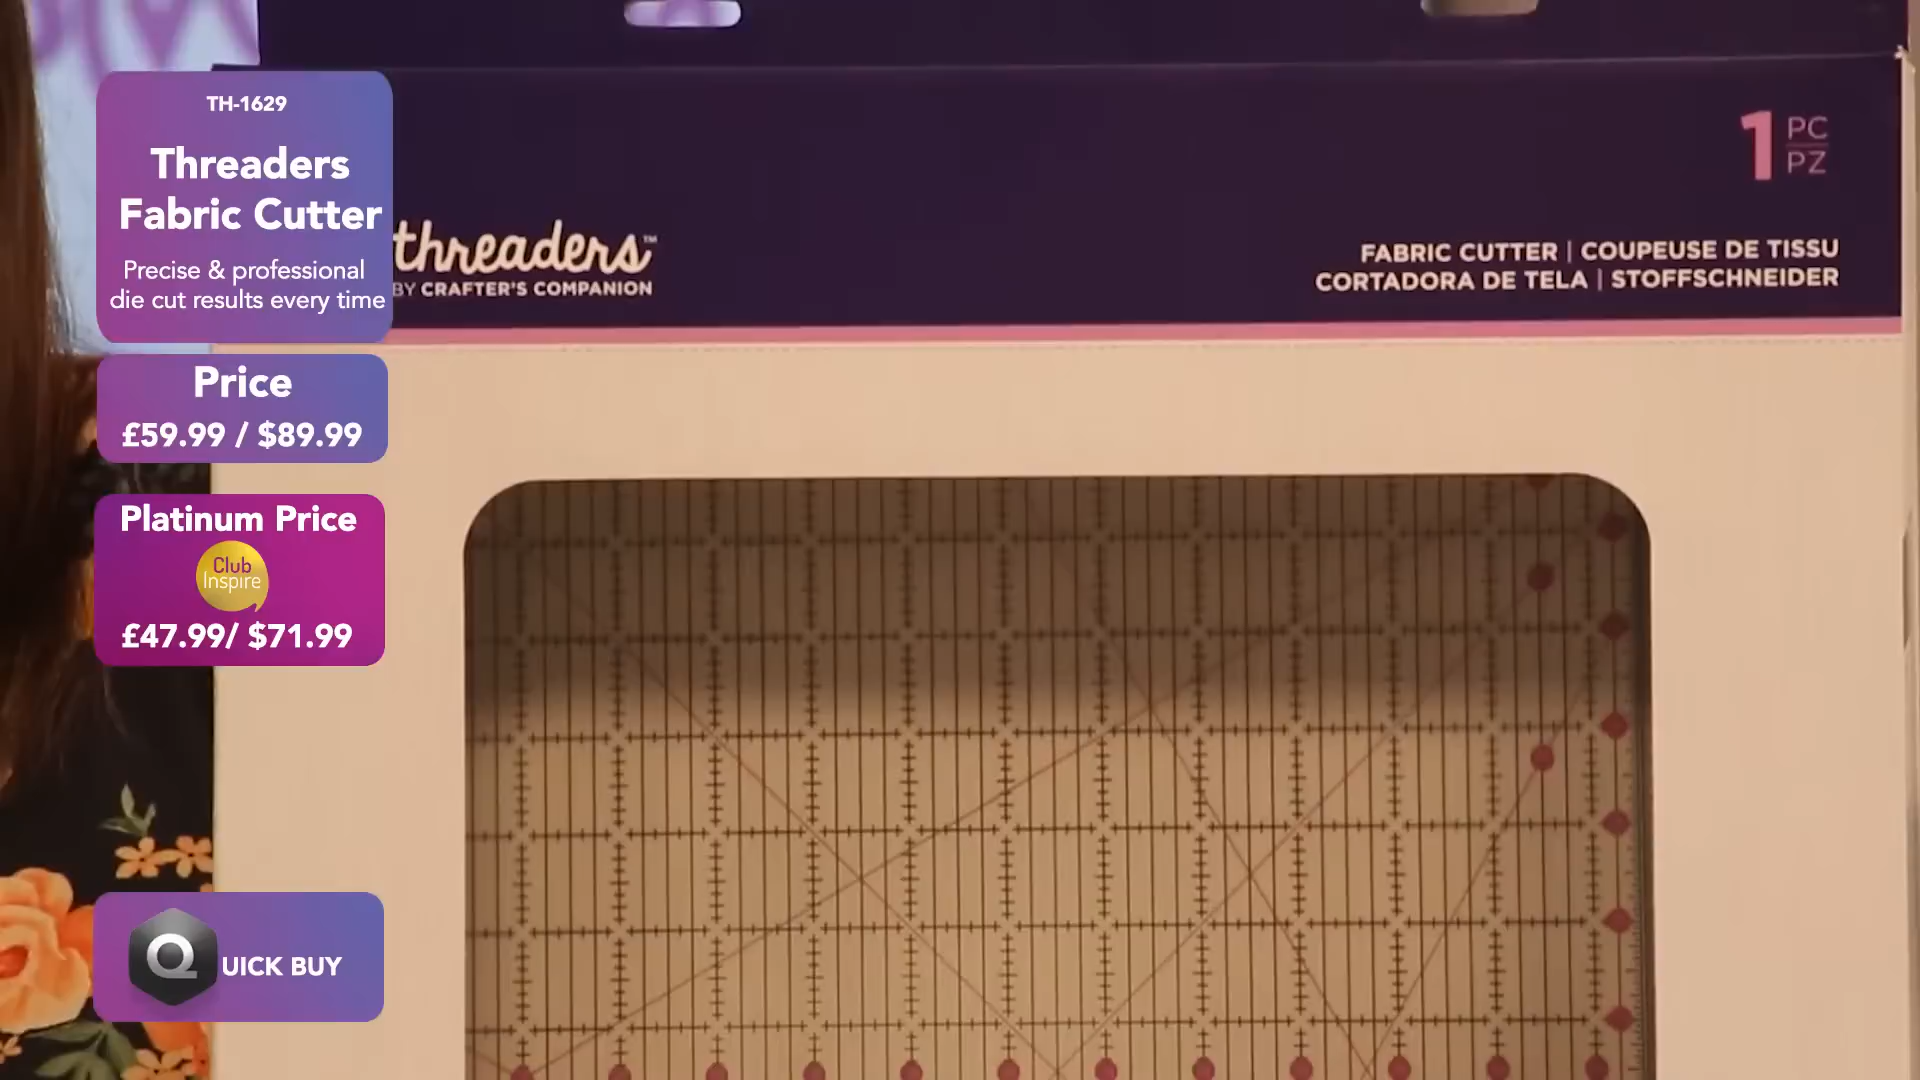 TH-1629
Threaders
Fabric Cutter
Precise & professional
die cut results every time
Price
£59.99 / $89.99
Platinum Price
Club
Inspire
£47.99/ $71.99
QUICK BUY
threaders™
BY CRAFTER'S COMPANION
1 PC
PZ
FABRIC CUTTER | COUPEUSE DE TISSU
CORTADORA DE TELA | STOFFSCHNEIDER